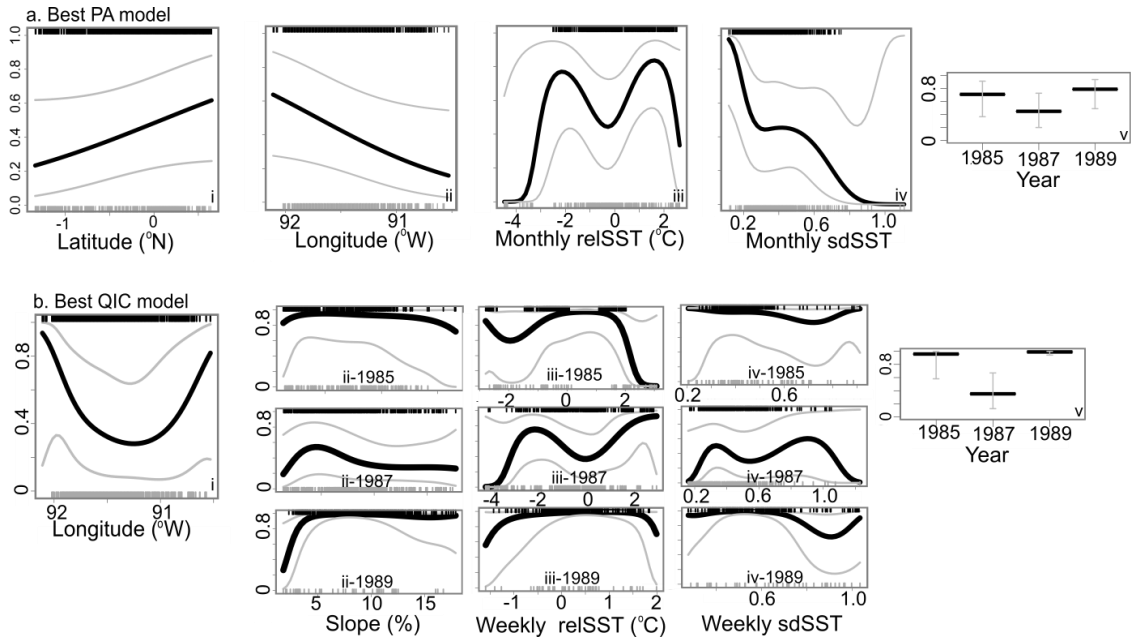 a. Best PA model
1.0
0.8
0.6
0.4
0.2
0.0
i
-1 0
Latitude (°N)
ii
92 91
Longitude (°W)
iii
-4 -2 0 2
Monthly relSST (°C)
iv
0.2 0.6 1.0
Monthly sdSST
0.8
0
v
1985 1987 1989
Year
b. Best QIC model
0.8
0.4
0
i
92 91
Longitude (°W)
0.8
0
ii-1985
iii-1985
-2 0 2
iv-1985
0.2 0.4 0.6
0.8
0
ii-1987
iii-1987
-4 -2 0 2
iv-1987
0.2 0.6 1.0
0.8
0
ii-1989
5 10 15
Slope (%)
iii-1989
-1 0 1 2
Weekly relSST (°C)
iv-1989
0.6 1.0
Weekly sdSST
0.8
0
v
1985 1987 1989
Year